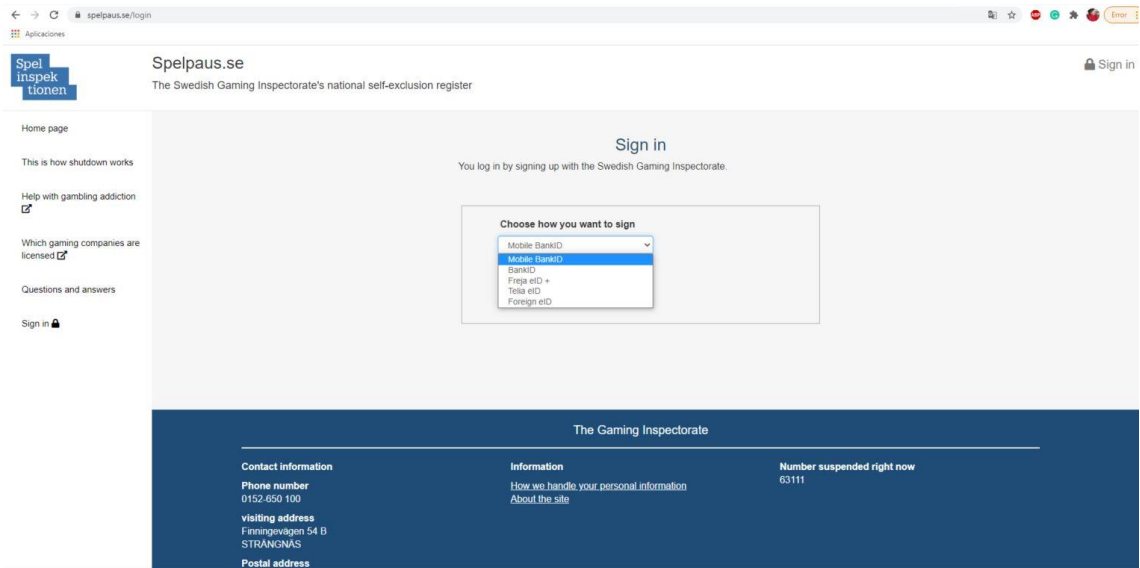 spelpaus.se/login
Error
Aplicaciones
Spel
inspek
tionen
Spelpaus.se
The Swedish Gaming Inspectorate's national self-exclusion register
Sign in
Home page
This is how shutdown works
Help with gambling addiction
Which gaming companies are
licensed
Questions and answers
Sign in
Sign in
You log in by signing up with the Swedish Gaming Inspectorate.
Choose how you want to sign
Mobile BankID
Mobile BankID
BankID
Freja eID +
Telia eID
Foreign eID
The Gaming Inspectorate
Contact information
Phone number
0152-650 100
visiting address
Finningevägen 54 B
STRÄNGNÄS
Postal address
Information
How we handle your personal information
About the site
Number suspended right now
63111